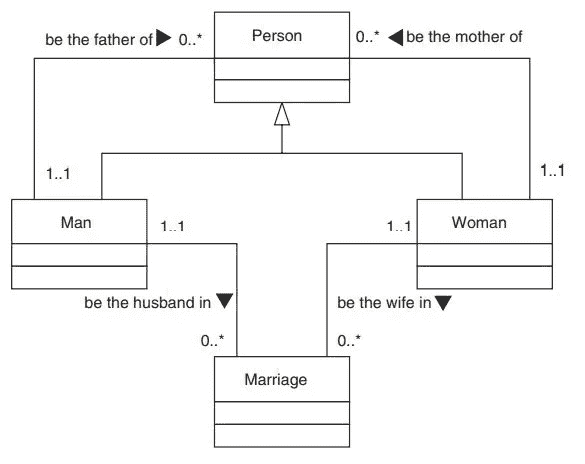 be the father of
0..*
Person
0..*
be the mother of
1..1
1..1
Man
1..1
1..1
Woman
be the husband in
be the wife in
0..*
0..*
Marriage